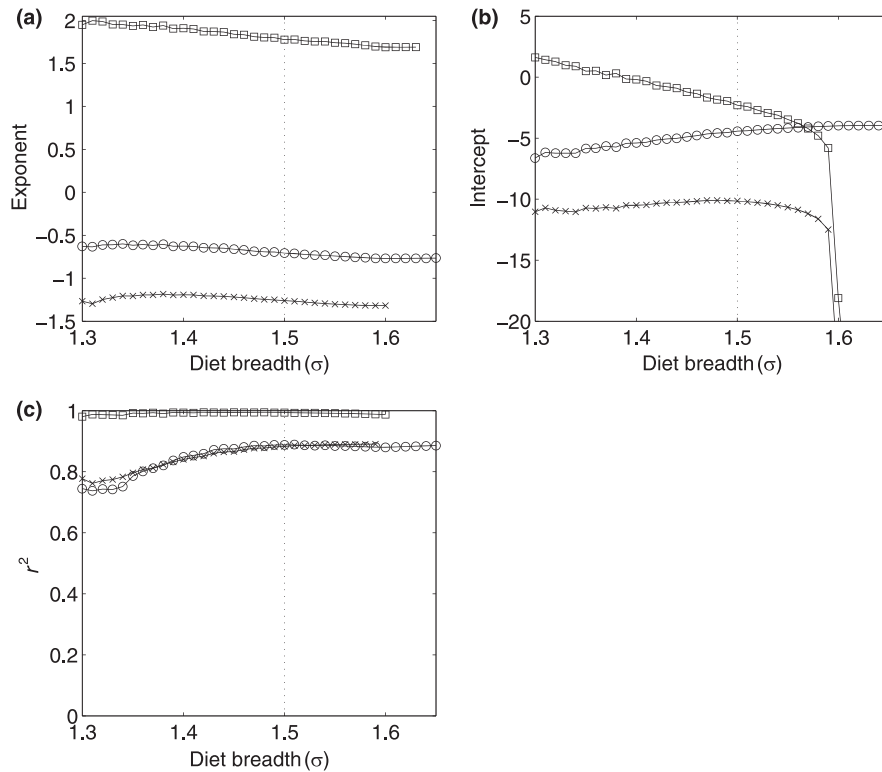 (a)
2
1.5
1
0.5
0
−0.5
−1
−1.5
Exponent
1.3 1.4 1.5 1.6
Diet breadth (σ)
(b)
5
0
−5
−10
−15
−20
Intercept
1.3 1.4 1.5 1.6
Diet breadth (σ)
(c)
1
0.8
0.6
0.4
0.2
0
r2
1.3 1.4 1.5 1.6
Diet breadth (σ)